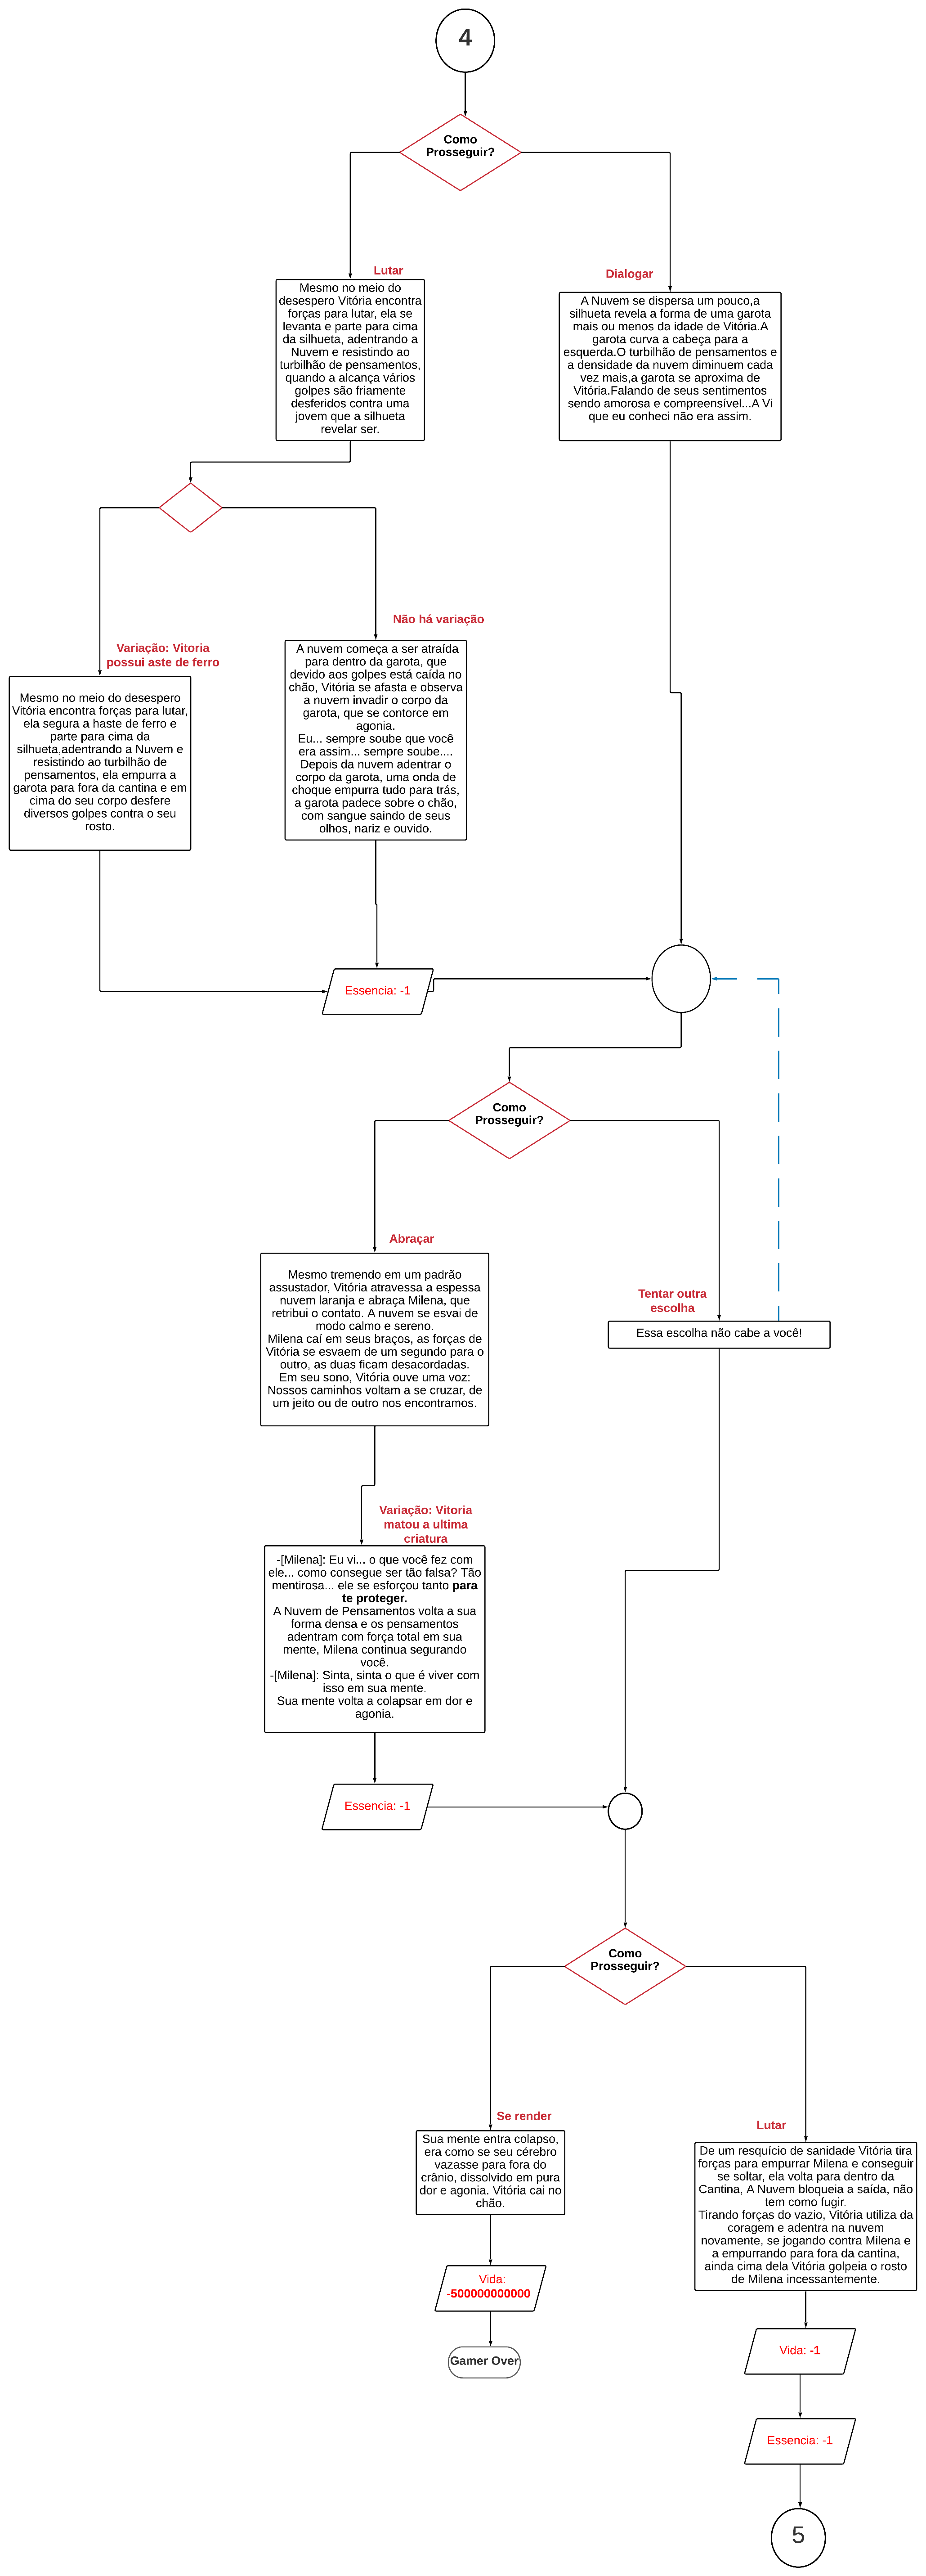 4
Como
Prosseguir?
Lutar
Mesmo no meio do
desespero Vitória encontra
forças para lutar, ela se
levanta e parte para cima
da silhueta, adentrando a
Nuvem e resistindo ao
turbilhão de pensamentos,
quando a alcança vários
golpes são friamente
desferidos contra uma
jovem que a silhueta
revelar ser.
Dialogar
A Nuvem se dispersa um pouco,a
silhueta revela a forma de uma garota
mais ou menos da idade de Vitória.A
garota curva a cabeça para a
esquerda.O turbilhão de pensamentos e
a densidade da nuvem diminuem cada
vez mais,a garota se aproxima de
Vitória.Falando de seus sentimentos
sendo amorosa e compreensível...A Vi
que eu conheci não era assim.
Variação: Vitoria
possui aste de ferro
Mesmo no meio do desespero
Vitória encontra forças para lutar,
ela segura a haste de ferro e
parte para cima da
silhueta,adentrando a Nuvem e
resistindo ao turbilhão de
pensamentos, ela empurra a
garota para fora da cantina e em
cima do seu corpo desfere
diversos golpes contra o seu
rosto.
Não há variação
A nuvem começa a ser atraída
para dentro da garota, que
devido aos golpes está caída no
chão, Vitória se afasta e observa
a nuvem invadir o corpo da
garota, que se contorce em
agonia.
Eu... sempre soube que você
era assim... sempre soube....
Depois da nuvem adentrar o
corpo da garota, uma onda de
choque empurra tudo para trás,
a garota padece sobre o chão,
com sangue saindo de seus
olhos, nariz e ouvido.
Essencia: -1
Como
Prosseguir?
Abraçar
Mesmo tremendo em um padrão
assustador, Vitória atravessa a espessa
nuvem laranja e abraça Milena, que
retribui o contato. A nuvem se esvai de
modo calmo e sereno.
Milena caí em seus braços, as forças de
Vitória se esvaem de um segundo para o
outro, as duas ficam desacordadas.
Em seu sono, Vitória ouve uma voz:
Nossos caminhos voltam a se cruzar, de
um jeito ou de outro nos encontramos.
Tentar outra
escolha
Essa escolha não cabe a você!
Variação: Vitoria
matou a ultima
criatura
-[Milena]: Eu vi... o que você fez com
ele... como consegue ser tão falsa? Tão
mentirosa... ele se esforçou tanto para
te proteger.
A Nuvem de Pensamentos volta a sua
forma densa e os pensamentos
adentram com força total em sua
mente, Milena continua segurando
você.
-[Milena]: Sinta, sinta o que é viver com
isso em sua mente.
Sua mente volta a colapsar em dor e
agonia.
Essencia: -1
Como
Prosseguir?
Se render
Sua mente entra colapso,
era como se seu cérebro
vazasse para fora do
crânio, dissolvido em pura
dor e agonia. Vitória cai no
chão.
Vida:
-500000000000
Gamer Over
Lutar
De um resquício de sanidade Vitória tira
forças para empurrar Milena e conseguir
se soltar, ela volta para dentro da
Cantina, A Nuvem bloqueia a saída, não
tem como fugir.
Tirando forças do vazio, Vitória utiliza da
coragem e adentra na nuvem
novamente, se jogando contra Milena e
a empurrando para fora da cantina,
ainda cima dela Vitória golpeia o rosto
de Milena incessantemente.
Vida: -1
Essencia: -1
5